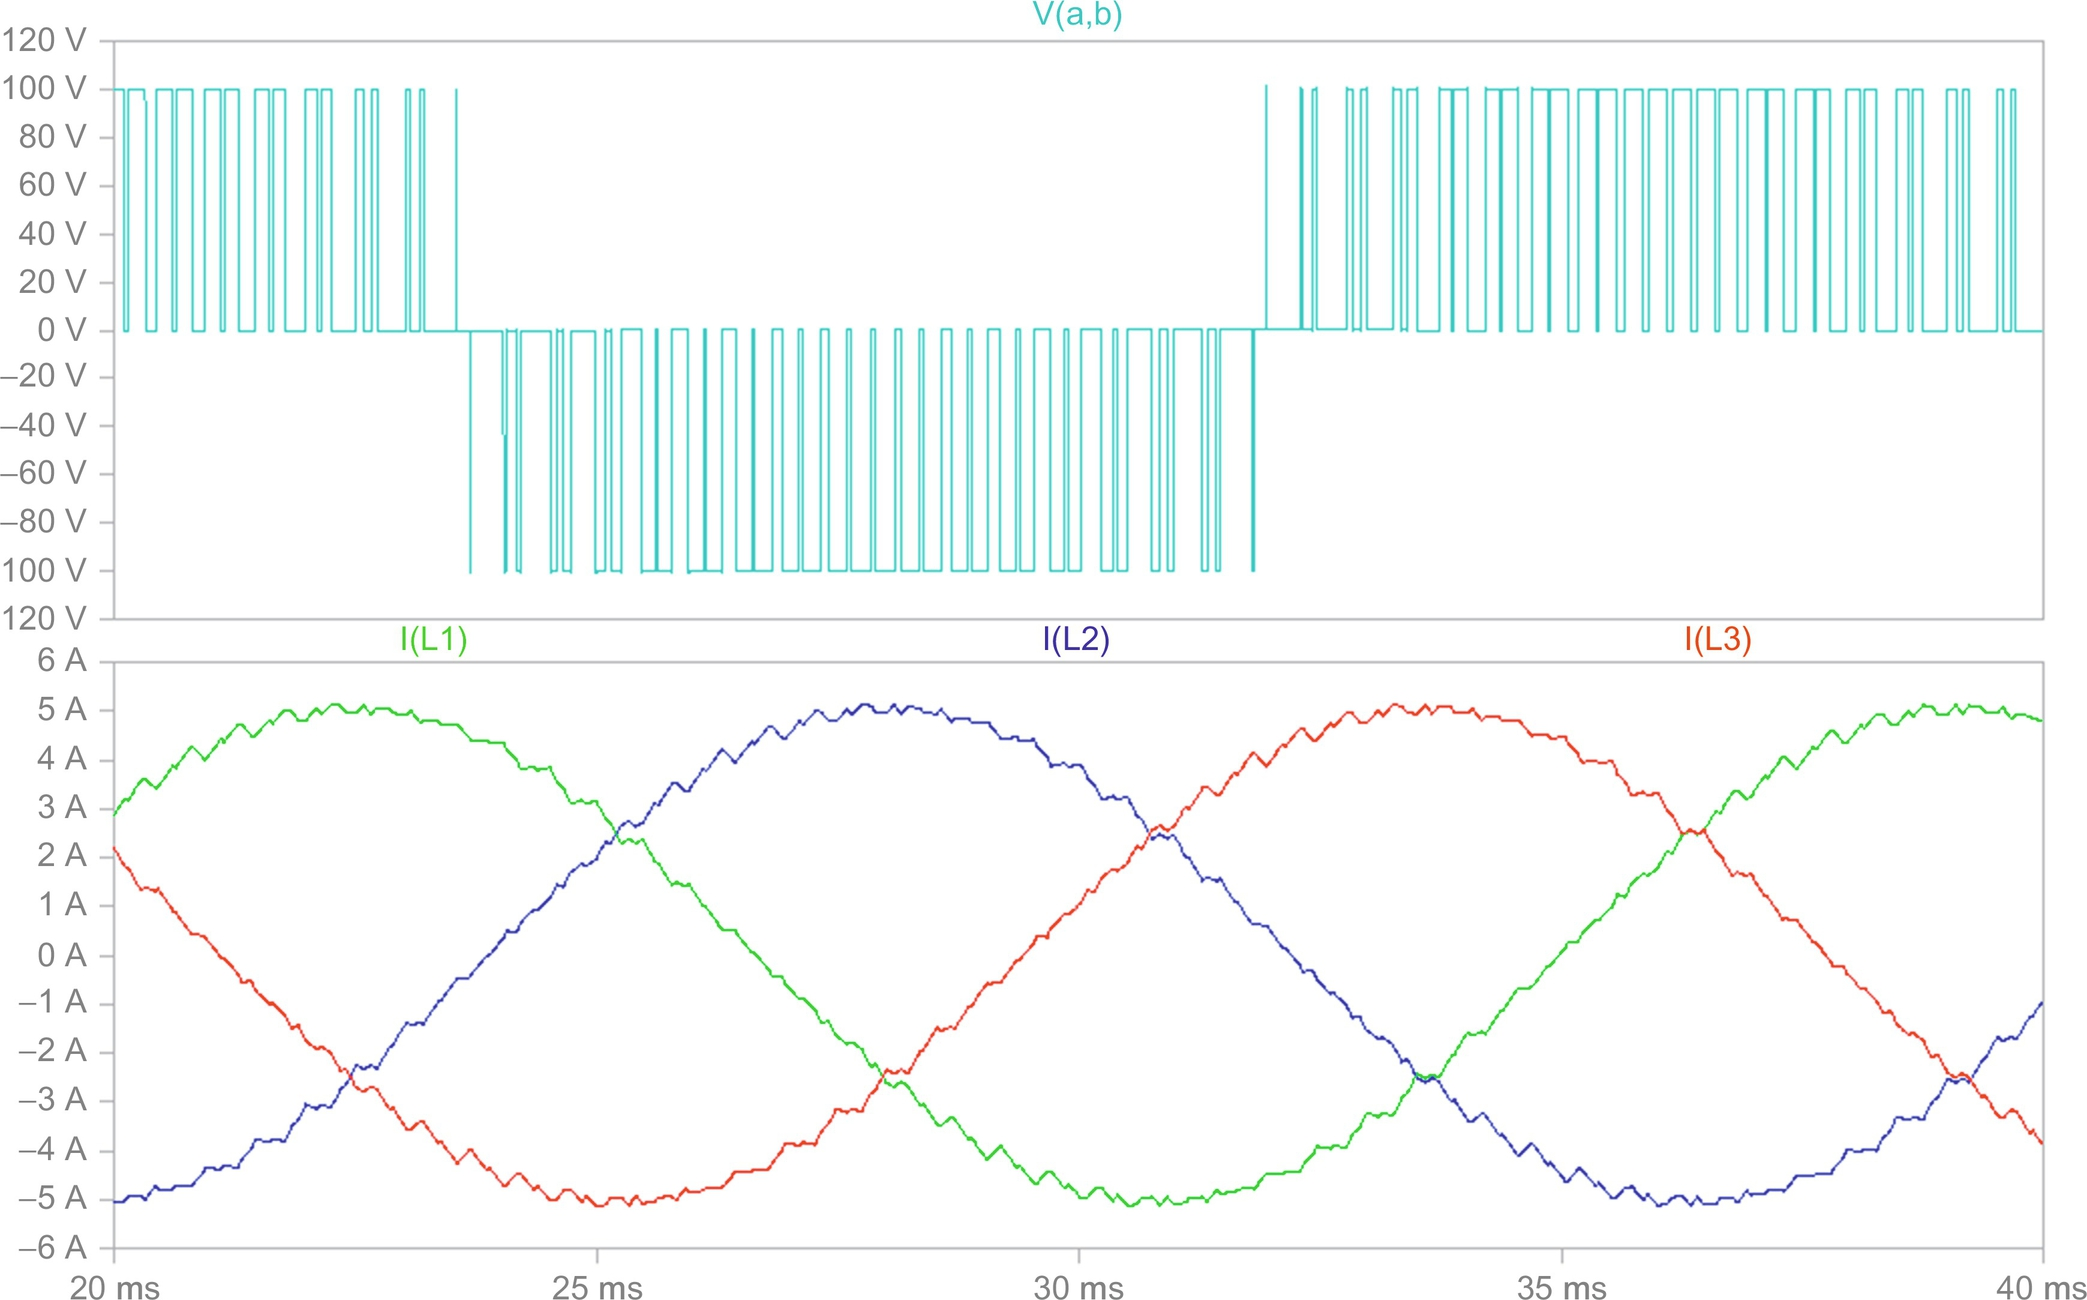 V(a,b)
120 V
100 V
80 V
60 V
40 V
20 V
0 V
–20 V
–40 V
–60 V
–80 V
100 V
120 V
I(L1) I(L2) I(L3)
6 A
5 A
4 A
3 A
2 A
1 A
0 A
–1 A
–2 A
–3 A
–4 A
–5 A
–6 A
20 ms 25 ms 30 ms 35 ms 40 ms